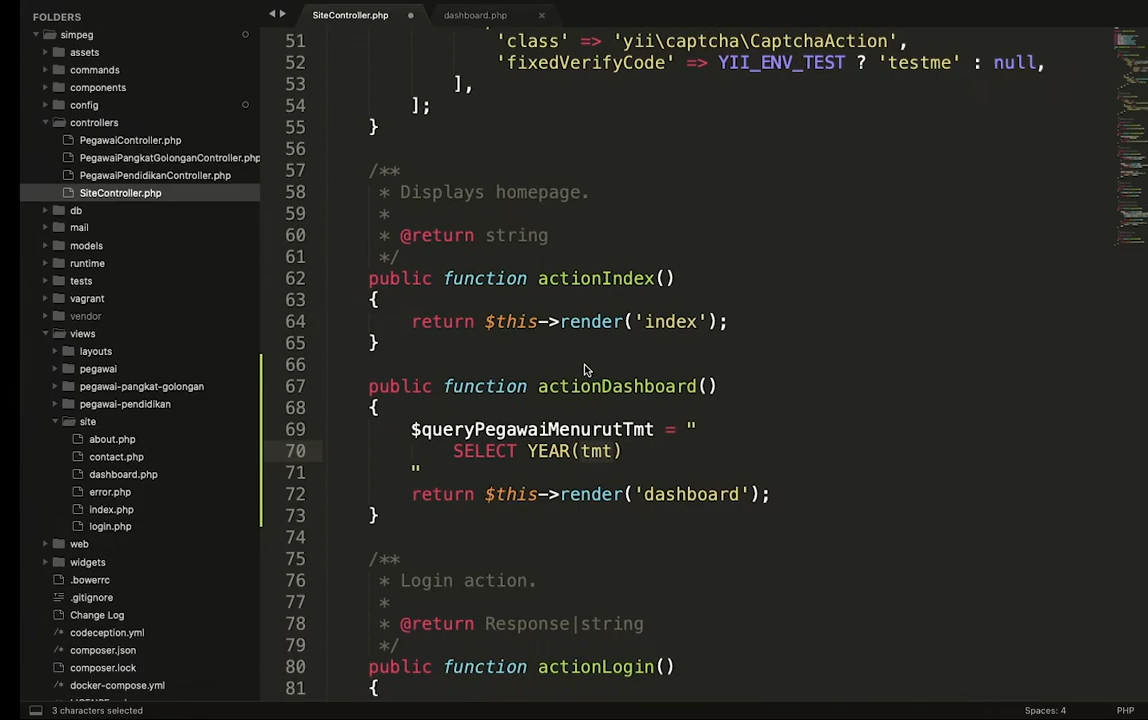 FOLDERS
simpeg
assets
commands
components
config
controllers
PegawaiController.php
PegawaiPangkatGolonganController.php
PegawaiPendidikanController.php
SiteController.php
db
mail
models
runtime
tests
vagrant
vendor
views
layouts
pegawai
pegawai-pangkat-golongan
pegawai-pendidikan
site
about.php
contact.php
dashboard.php
error.php
index.php
login.php
web
widgets
.bowerrc
.gitignore
Change Log
codeception.yml
composer.json
composer.lock
docker-compose.yml
SiteController.php
dashboard.php
51 'class' => 'yii\captcha\CaptchaAction',
52 'fixedVerifyCode' => YII_ENV_TEST ? 'testme' : null,
53 ],
54 ];
55 }
56
57 /**
58 * Displays homepage.
59 *
60 * @return string
61 */
62 public function actionIndex()
63 {
64 return $this->render('index');
65 }
66
67 public function actionDashboard()
68 {
69 $queryPegawaiMenurutTmt = "
70 SELECT YEAR(tmt)
71 "
72 return $this->render('dashboard');
73 }
74
75 /**
76 * Login action.
77 *
78 * @return Response|string
79 */
80 public function actionLogin()
81 {
3 characters selected
Spaces: 4
PHP